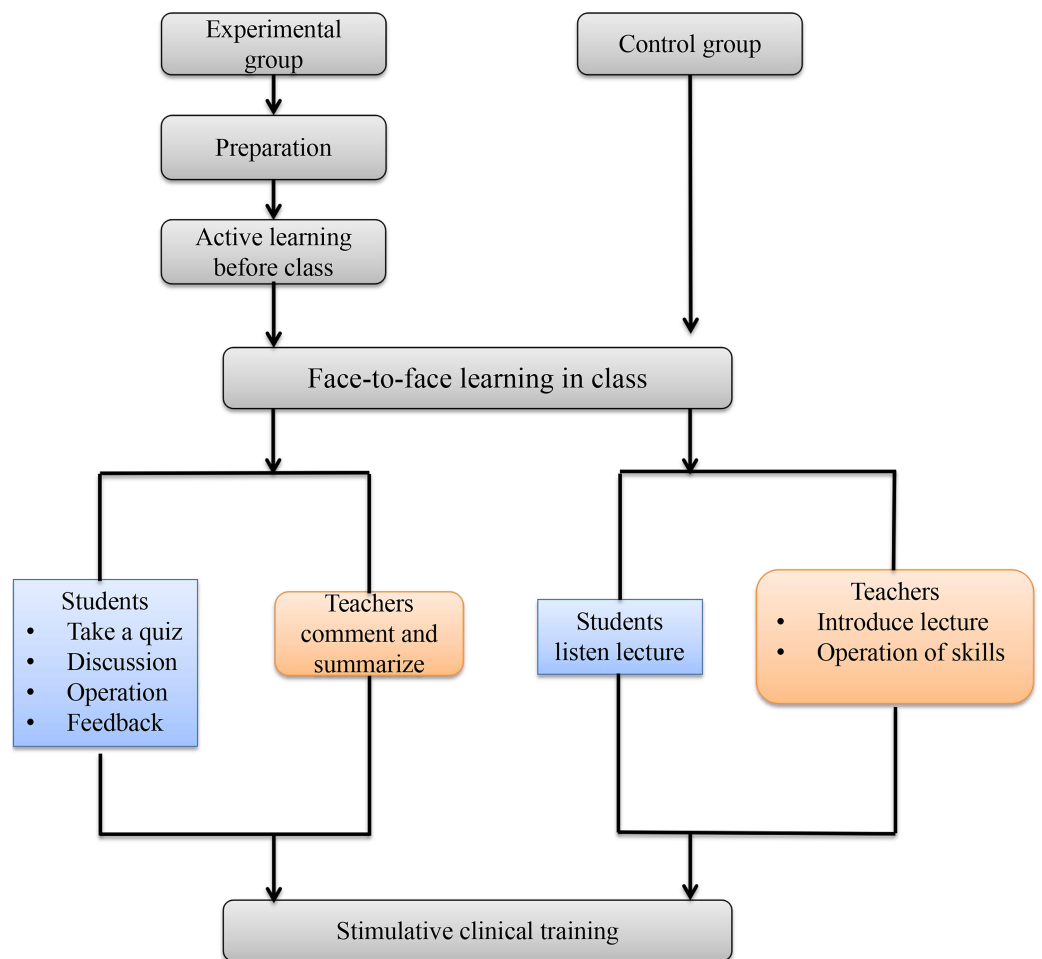 Experimental
group
Control group
Preparation
Active learning
before class
Face-to-face learning in class
Students
• Take a quiz
• Discussion
• Operation
• Feedback
Teachers
comment and
summarize
Students
listen lecture
Teachers
• Introduce lecture
• Operation of skills
Stimulative clinical training